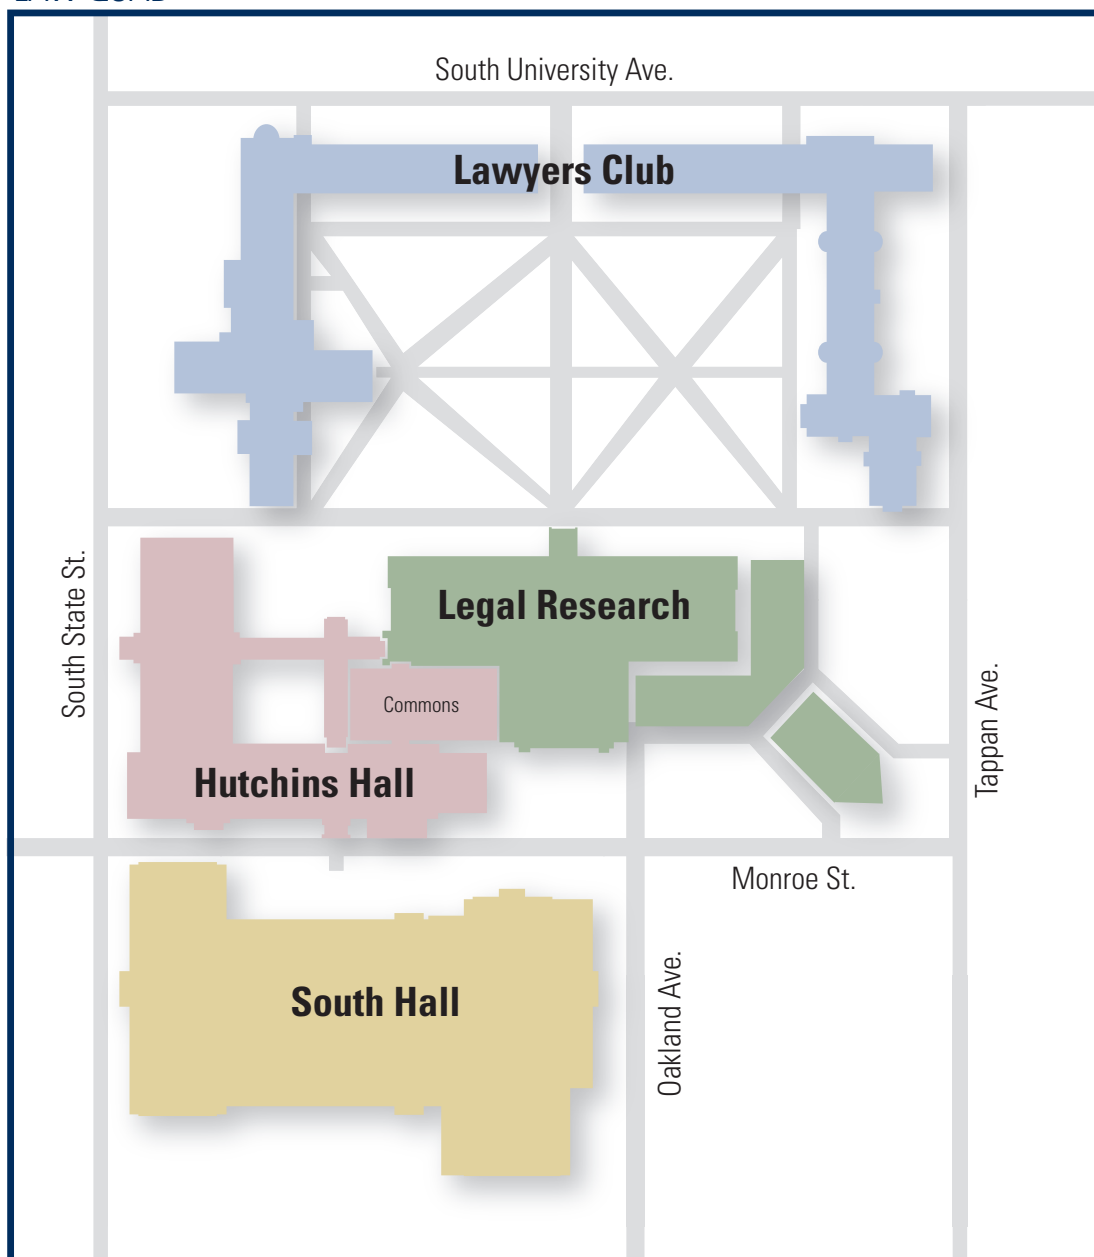 South University Ave.
Lawyers Club
South State St.
Legal Research
Commons
Tappan Ave.
Hutchins Hall
Monroe St.
South Hall
Oakland Ave.